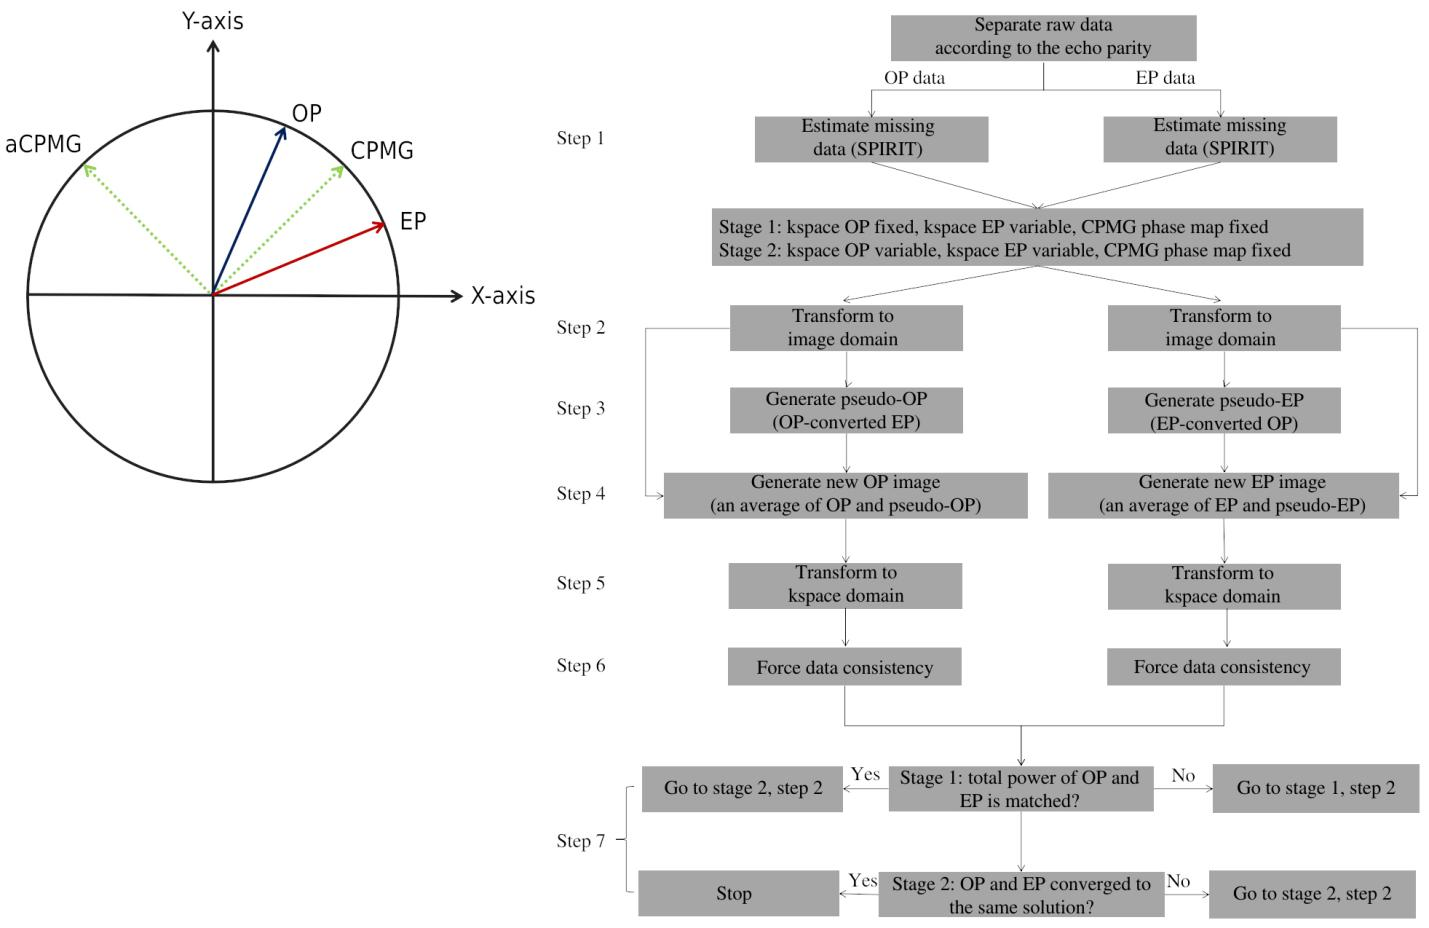 Y-axis
OP
aCPMG
CPMG
EP
X-axis
Separate raw data
according to the echo parity
OP data
EP data
Step 1
Estimate missing
data (SPIRIT)
Estimate missing
data (SPIRIT)
Stage 1: kspace OP fixed, kspace EP variable, CPMG phase map fixed
Stage 2: kspace OP variable, kspace EP variable, CPMG phase map fixed
Step 2
Transform to
image domain
Transform to
image domain
Step 3
Generate pseudo-OP
(OP-converted EP)
Generate pseudo-EP
(EP-converted OP)
Step 4
Generate new OP image
(an average of OP and pseudo-OP)
Generate new EP image
(an average of EP and pseudo-EP)
Step 5
Transform to
kspace domain
Transform to
kspace domain
Step 6
Force data consistency
Force data consistency
Step 7
Go to stage 2, step 2
Yes
Stage 1: total power of OP and
EP is matched?
No
Go to stage 1, step 2
Stop
Yes
Stage 2: OP and EP converged to
the same solution?
No
Go to stage 2, step 2